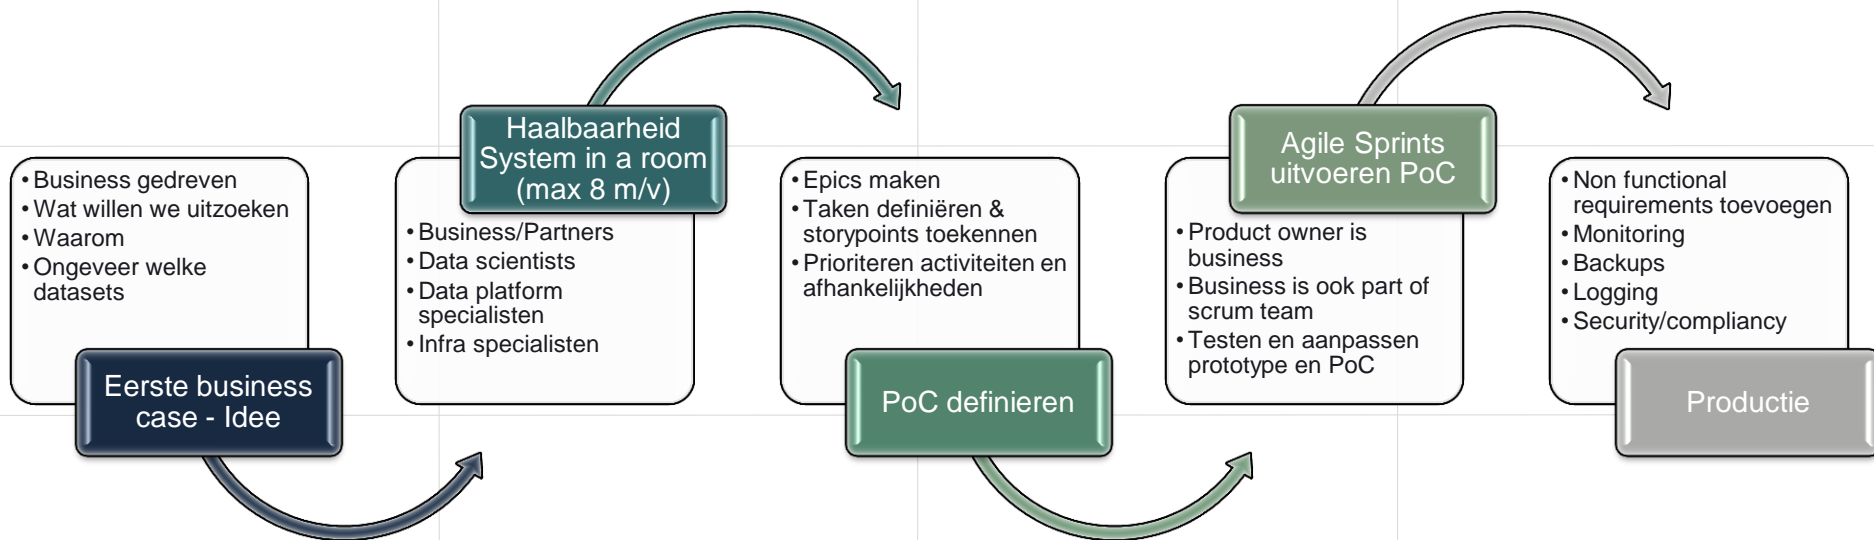 • Business gedreven
• Wat willen we uitzoeken
• Waarom
• Ongeveer welke
datasets
Eerste business
case - Idee
Haalbaarheid
System in a room
(max 8 m/v)
• Business/Partners
• Data scientists
• Data platform
specialisten
• Infra specialisten
• Epics maken
• Taken definiëren &
storypoints toekennen
• Prioriteren activiteiten en
afhankelijkheden
PoC definieren
Agile Sprints
uitvoeren PoC
• Product owner is
business
• Business is ook part of
scrum team
• Testen en aanpassen
prototype en PoC
• Non functional
requirements toevoegen
• Monitoring
• Backups
• Logging
• Security/compliancy
Productie